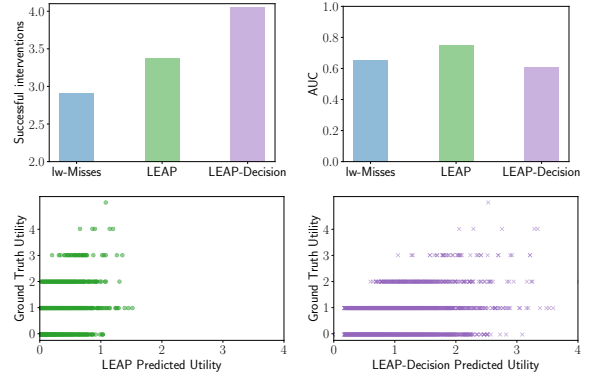 Successful interventions
4.0
3.5
3.0
2.5
2.0
lw-Misses LEAP LEAP-Decision
AUC
1.0
0.8
0.6
0.4
0.2
0.0
lw-Misses LEAP LEAP-Decision
Ground Truth Utility
4
3
2
1
0
0 1 2 3 4
LEAP Predicted Utility
Ground Truth Utility
4
3
2
1
0
0 1 2 3 4
LEAP-Decision Predicted Utility